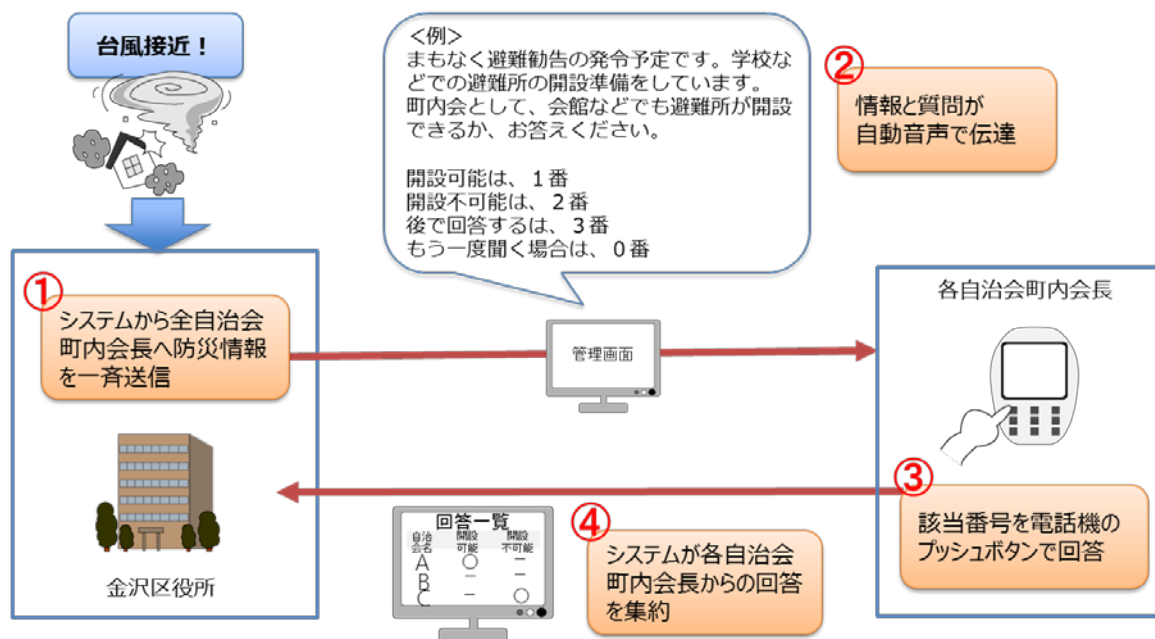 台風接近！
＜例＞
まもなく避難勧告の発令予定です。学校な
どでの避難所の開設準備をしています。
町内会として、会館などでも避難所が開設
できるか、お答えください。
開設可能は、１番
開設不可能は、２番
後で回答するは、３番
もう一度聞く場合は、０番
②
情報と質問が
自動音声で伝達
①
システムから全自治会
町内会長へ防災情報
を一斉送信
管理画面
各自治会町内会長
金沢区役所
③
該当番号を電話機の
プッシュボタンで回答
回答一覧
自治会名 開設可能 開設不可能
A ○ －
B － －
C － ○
④
システムが各自治会
町内会長からの回答
を集約